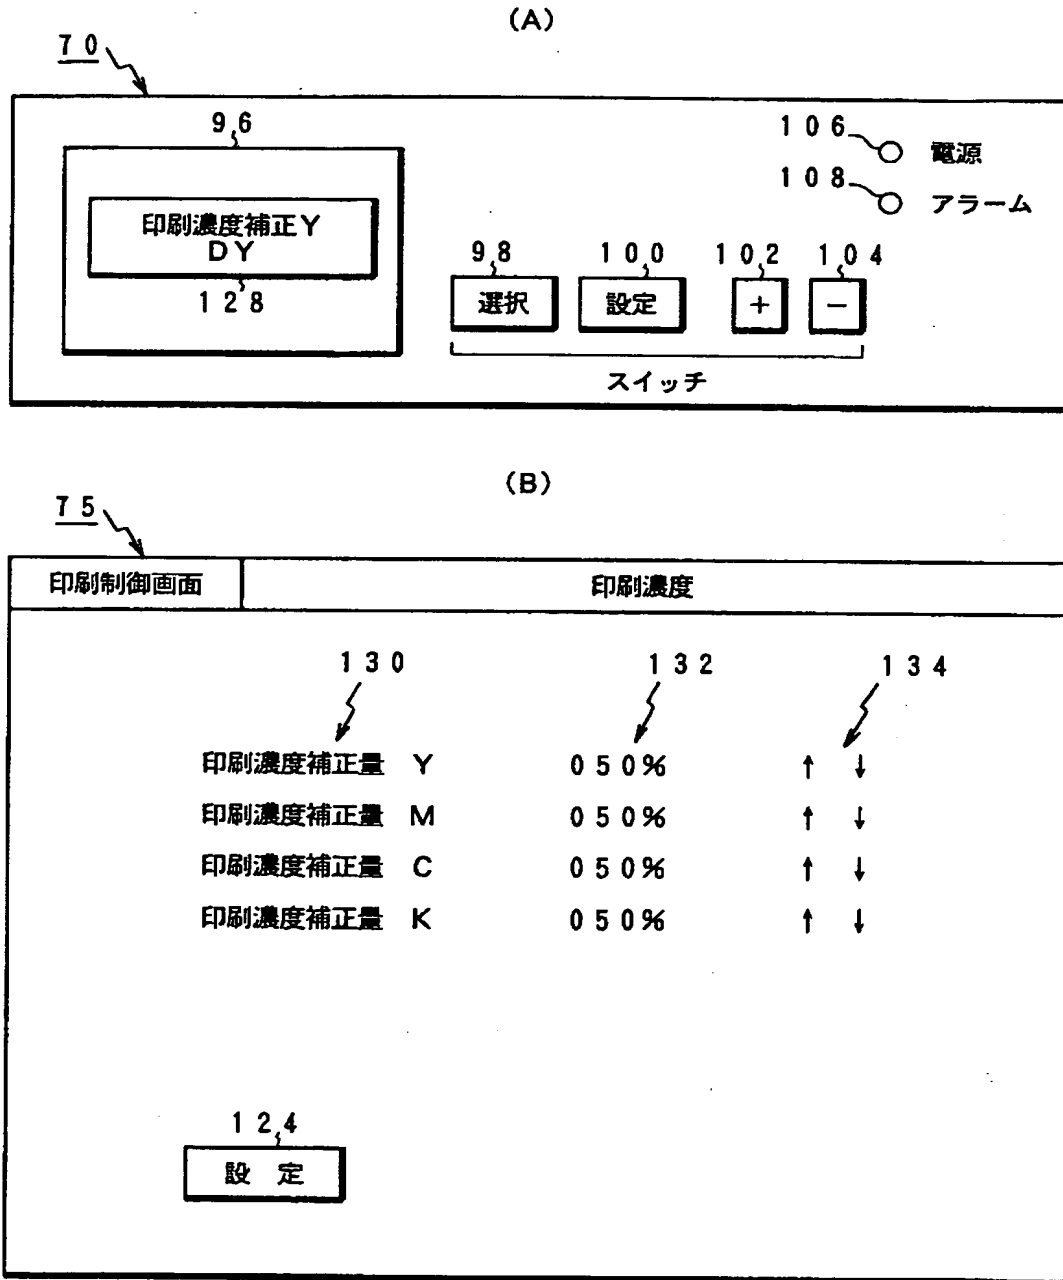 (A)
70
96
106 電源
108 アラーム
印刷濃度補正Y
DY
128
98 100 102 104
選択 設定 + −
スイッチ
(B)
75
印刷制御画面 印刷濃度
130 132 134
印刷濃度補正量 Y 050% ↑ ↓
印刷濃度補正量 M 050% ↑ ↓
印刷濃度補正量 C 050% ↑ ↓
印刷濃度補正量 K 050% ↑ ↓
124
設 定